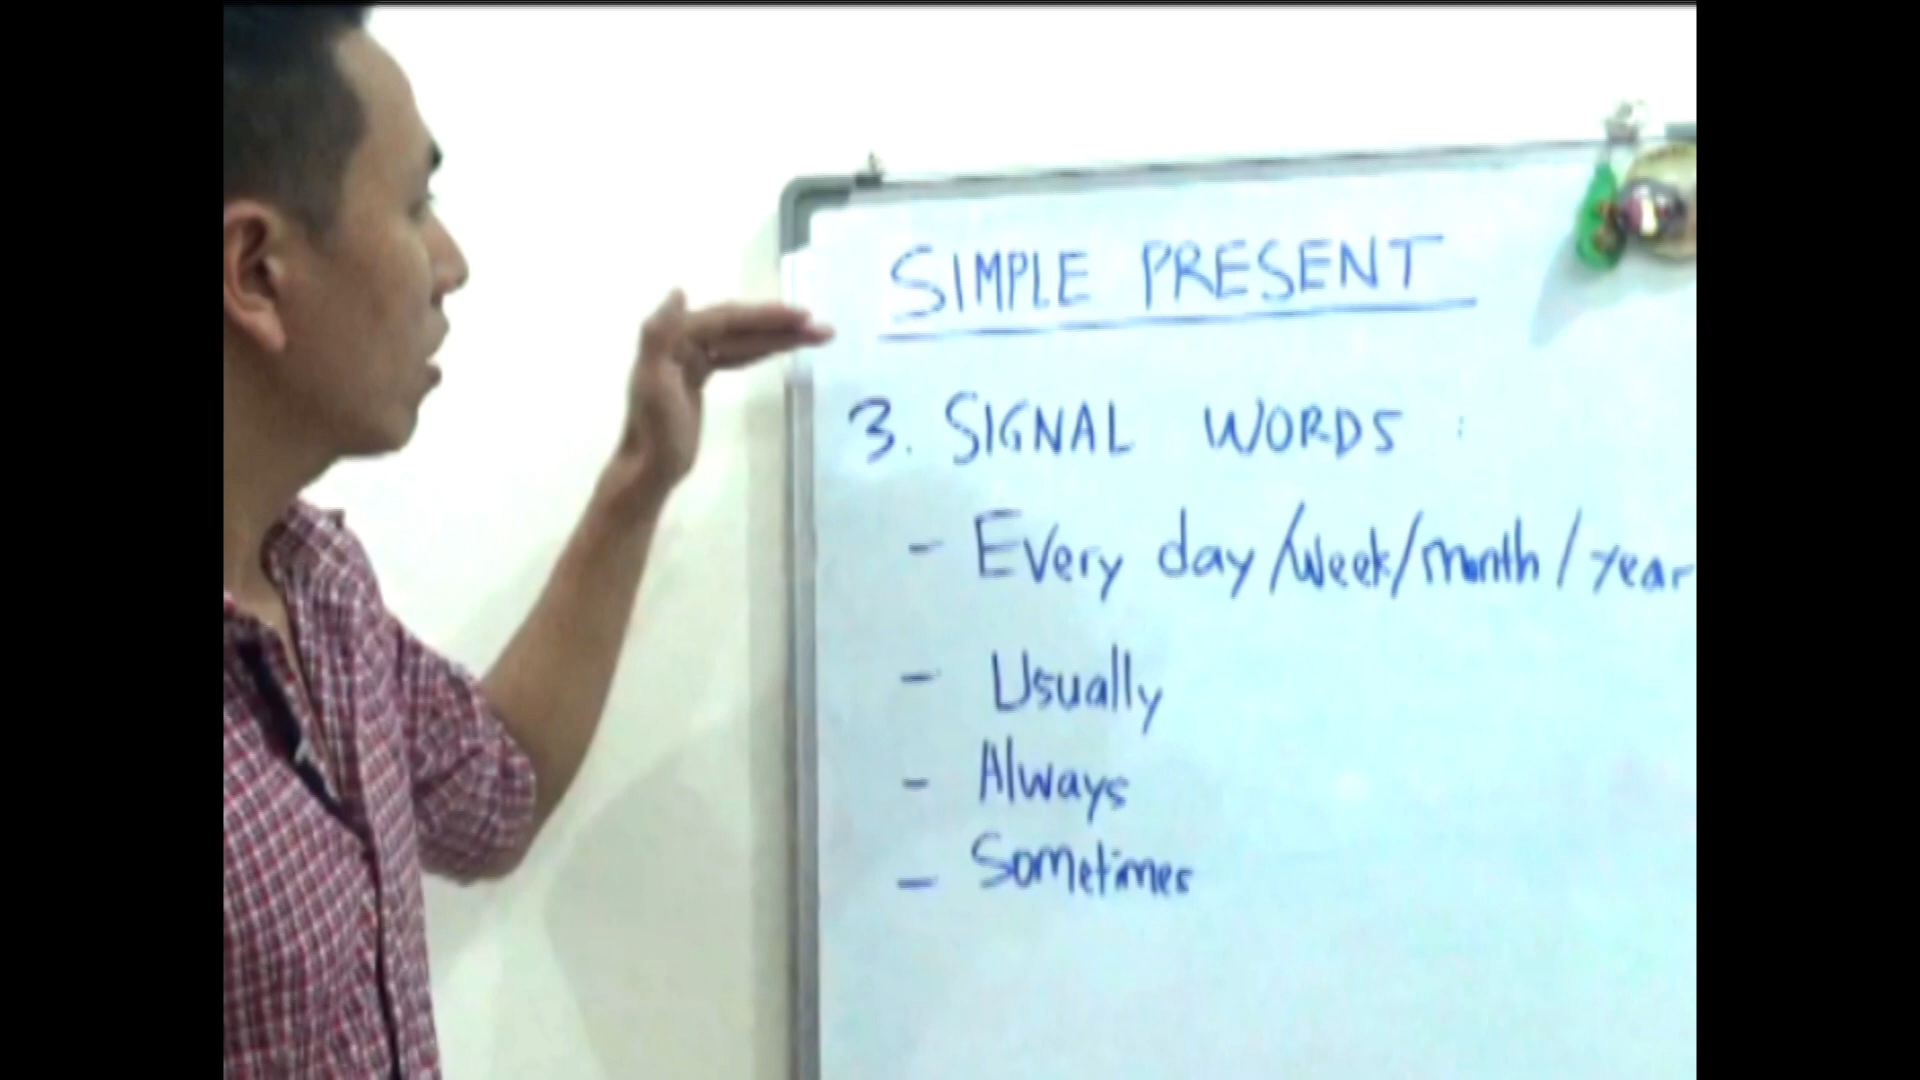 SIMPLE PRESENT
3. SIGNAL WORDS :
- Every day/week/month/year
- Usually
- Always
- Sometimes